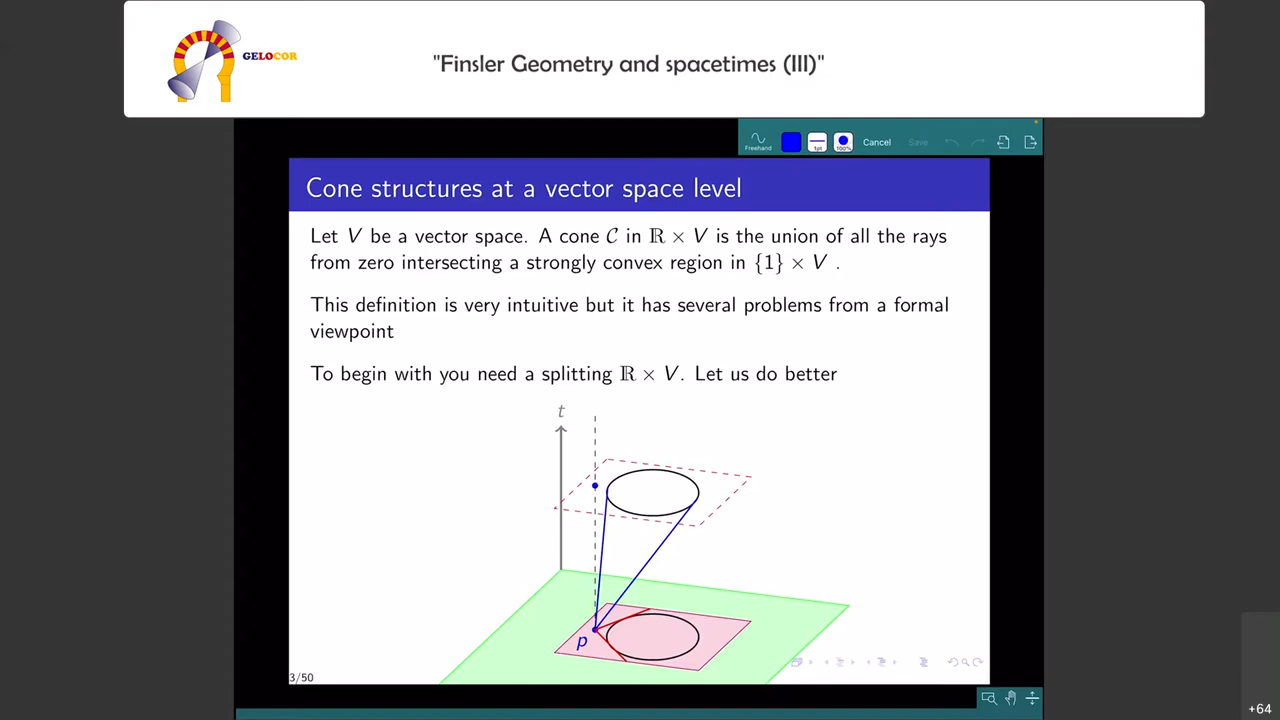 GELOCOR
"Finsler Geometry and spacetimes (III)"
Freehand
1pt
100%
Cancel
Save
Cone structures at a vector space level
Let V be a vector space. A cone 𝒞 in ℝ × V is the union of all the rays
from zero intersecting a strongly convex region in {1} × V .
This definition is very intuitive but it has several problems from a formal
viewpoint
To begin with you need a splitting ℝ × V. Let us do better
t
p
3/50
+64